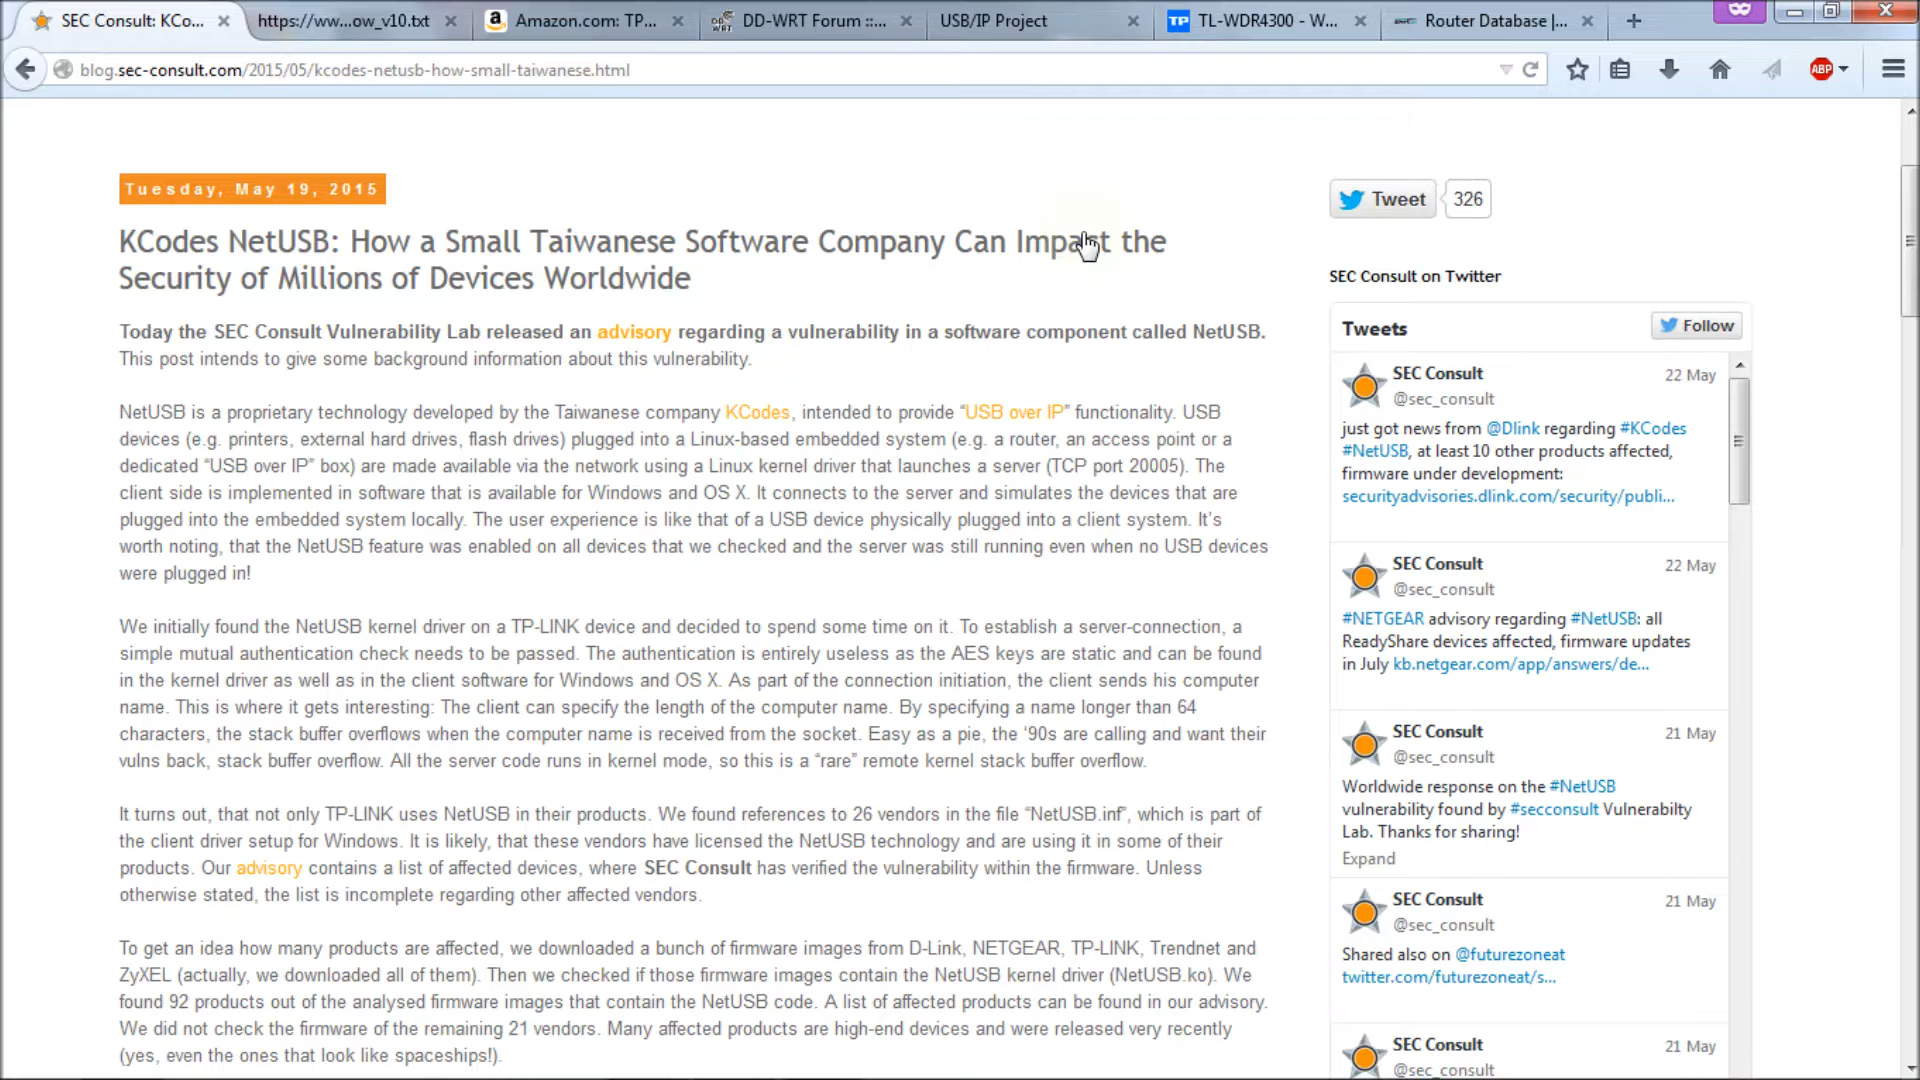 SEC Consult: KCo...
https://ww...ow_v10.txt
Amazon.com: TP...
DD-WRT Forum ::...
USB/IP Project
TL-WDR4300 - W...
Router Database |...
blog.sec-consult.com/2015/05/kcodes-netusb-how-small-taiwanese.html
ABP
Tuesday, May 19, 2015
KCodes NetUSB: How a Small Taiwanese Software Company Can Impact the
Security of Millions of Devices Worldwide
Today the SEC Consult Vulnerability Lab released an advisory regarding a vulnerability in a software component called NetUSB.
This post intends to give some background information about this vulnerability.
NetUSB is a proprietary technology developed by the Taiwanese company KCodes, intended to provide “USB over IP” functionality. USB
devices (e.g. printers, external hard drives, flash drives) plugged into a Linux-based embedded system (e.g. a router, an access point or a
dedicated “USB over IP” box) are made available via the network using a Linux kernel driver that launches a server (TCP port 20005). The
client side is implemented in software that is available for Windows and OS X. It connects to the server and simulates the devices that are
plugged into the embedded system locally. The user experience is like that of a USB device physically plugged into a client system. It’s
worth noting, that the NetUSB feature was enabled on all devices that we checked and the server was still running even when no USB devices
were plugged in!
We initially found the NetUSB kernel driver on a TP-LINK device and decided to spend some time on it. To establish a server-connection, a
simple mutual authentication check needs to be passed. The authentication is entirely useless as the AES keys are static and can be found
in the kernel driver as well as in the client software for Windows and OS X. As part of the connection initiation, the client sends his computer
name. This is where it gets interesting: The client can specify the length of the computer name. By specifying a name longer than 64
characters, the stack buffer overflows when the computer name is received from the socket. Easy as a pie, the ‘90s are calling and want their
vulns back, stack buffer overflow. All the server code runs in kernel mode, so this is a “rare” remote kernel stack buffer overflow.
It turns out, that not only TP-LINK uses NetUSB in their products. We found references to 26 vendors in the file “NetUSB.inf”, which is part of
the client driver setup for Windows. It is likely, that these vendors have licensed the NetUSB technology and are using it in some of their
products. Our advisory contains a list of affected devices, where SEC Consult has verified the vulnerability within the firmware. Unless
otherwise stated, the list is incomplete regarding other affected vendors.
To get an idea how many products are affected, we downloaded a bunch of firmware images from D-Link, NETGEAR, TP-LINK, Trendnet and
ZyXEL (actually, we downloaded all of them). Then we checked if those firmware images contain the NetUSB kernel driver (NetUSB.ko). We
found 92 products out of the analysed firmware images that contain the NetUSB code. A list of affected products can be found in our advisory.
We did not check the firmware of the remaining 21 vendors. Many affected products are high-end devices and were released very recently
(yes, even the ones that look like spaceships!).
Tweet 326
SEC Consult on Twitter
Tweets
Follow
SEC Consult 22 May
@sec_consult
just got news from @Dlink regarding #KCodes
#NetUSB, at least 10 other products affected,
firmware under development:
securityadvisories.dlink.com/security/publi...
SEC Consult 22 May
@sec_consult
#NETGEAR advisory regarding #NetUSB: all
ReadyShare devices affected, firmware updates
in July kb.netgear.com/app/answers/de...
SEC Consult 21 May
@sec_consult
Worldwide response on the #NetUSB
vulnerability found by #secconsult Vulnerabilty
Lab. Thanks for sharing!
Expand
SEC Consult 21 May
@sec_consult
Shared also on @futurezoneat
twitter.com/futurezoneat/s...
SEC Consult 21 May
@sec_consult